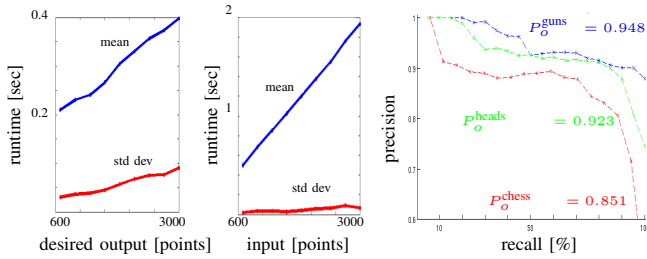 0.4
0.2
runtime [sec]
mean
std dev
600
3000
desired output [points]
2
1
runtime [sec]
mean
std dev
600
3000
input [points]
1
0.9
0.8
0.7
0.6
precision
P_o^guns = 0.948
P_o^heads = 0.923
P_o^chess = 0.851
10
50
10
recall [%]